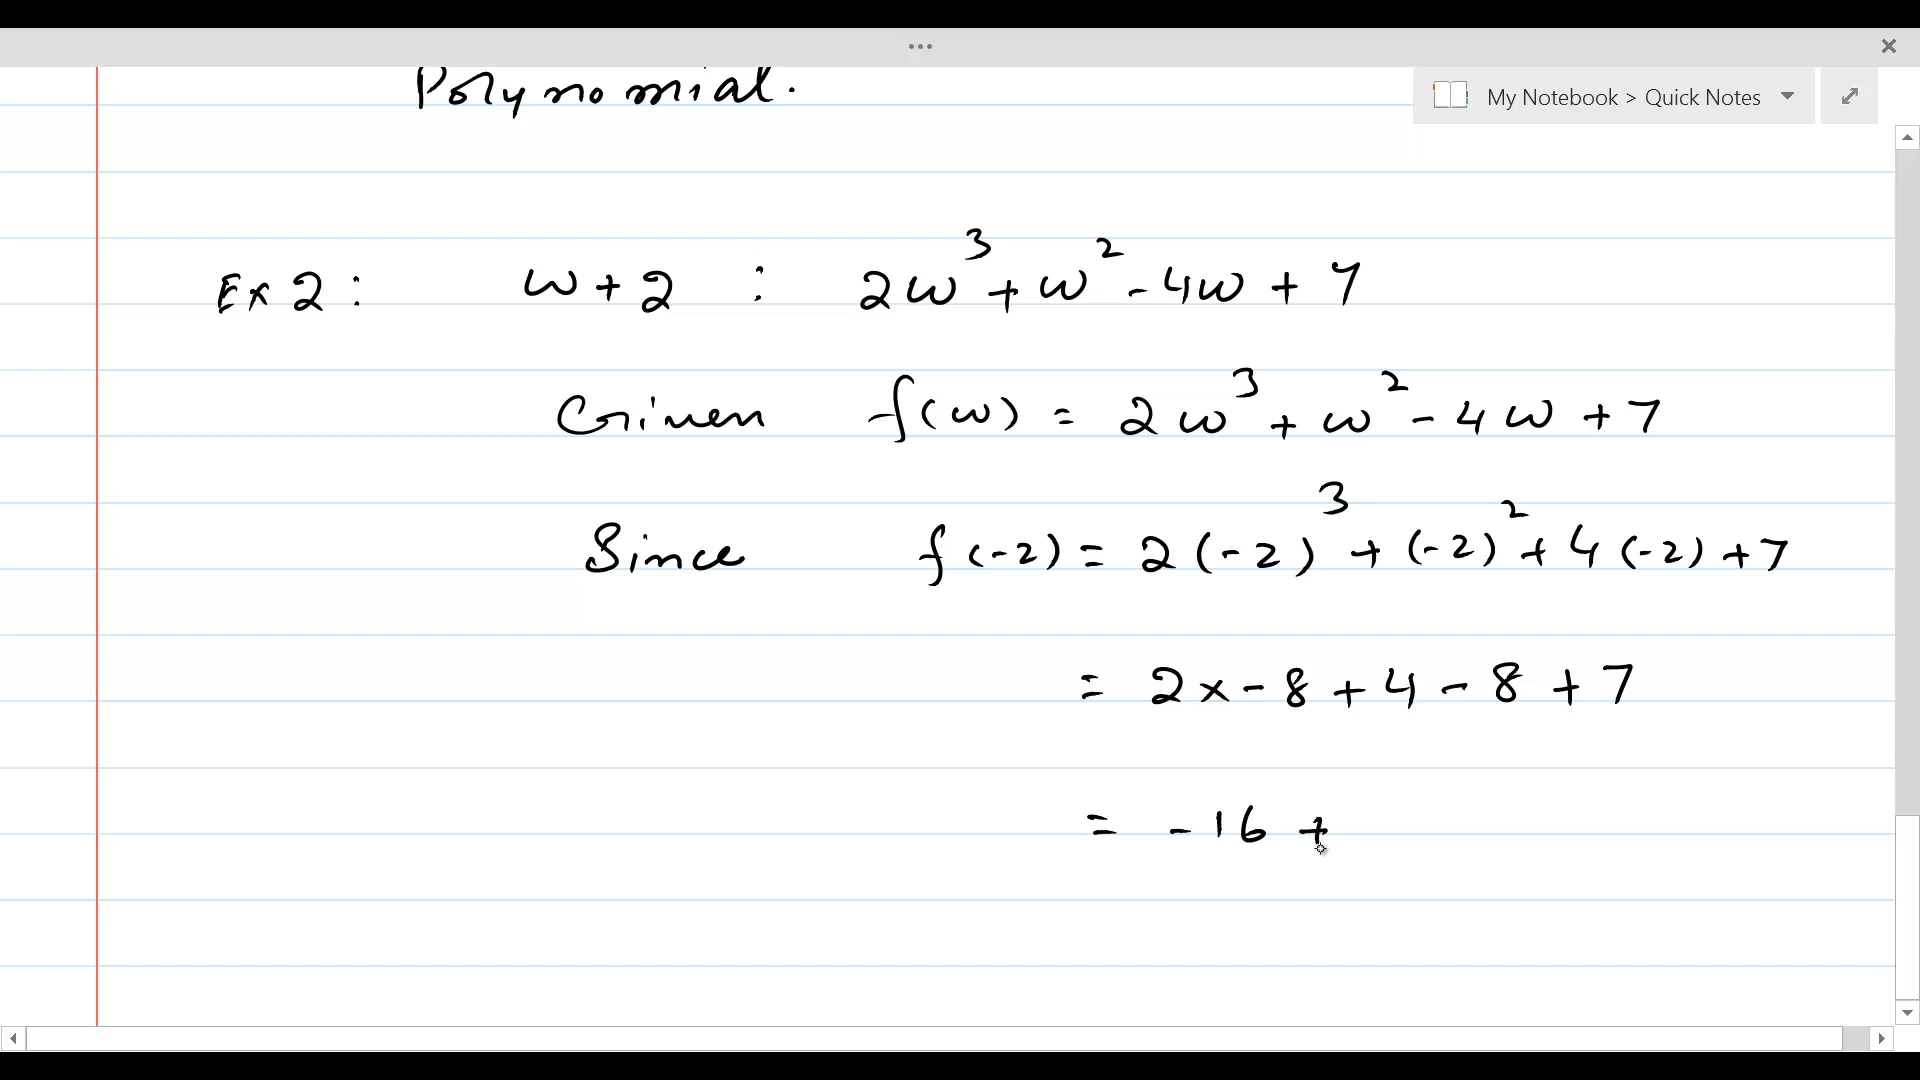 ...
My Notebook > Quick Notes
Polynomial.
Ex 2 : w + 2 : 2w³ + w² - 4w + 7
Given f(w) = 2w³ + w² - 4w + 7
Since f(-2) = 2(-2)³ + (-2)² + 4(-2) + 7
= 2 x - 8 + 4 - 8 + 7
= - 16 +